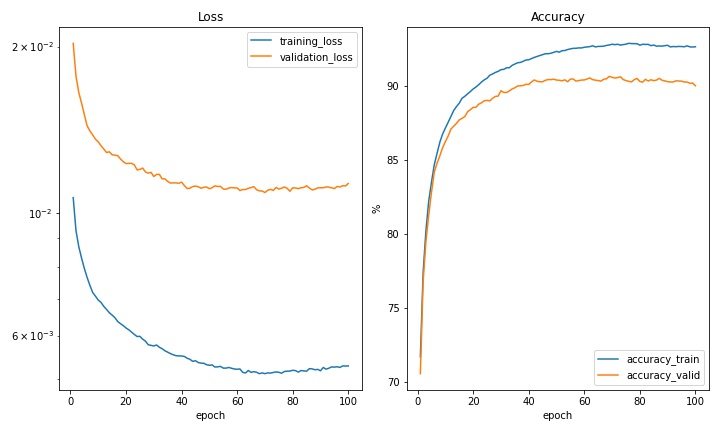 Loss
training_loss
validation_loss
2 × 10⁻²
10⁻²
6 × 10⁻³
0
20
40
60
80
100
epoch
Accuracy
%
90
85
80
75
70
accuracy_train
accuracy_valid
0
20
40
60
80
100
epoch